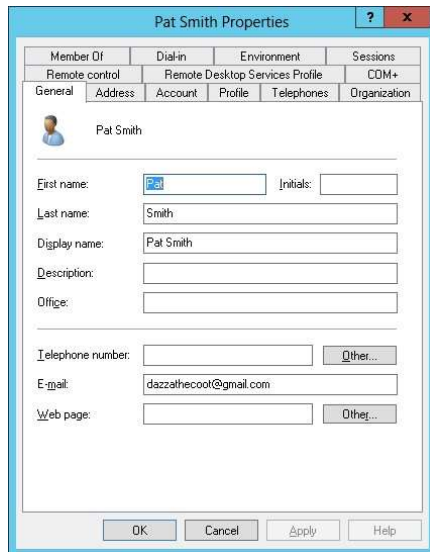 Pat Smith Properties
? x
Member Of Dial-in Environment Sessions
Remote control Remote Desktop Services Profile COM+
General Address Account Profile Telephones Organization
Pat Smith
First name: Pat Initials:
Last name: Smith
Display name: Pat Smith
Description:
Office:
Telephone number: Other...
E-mail: dazzathecoot@gmail.com
Web page: Other...
OK Cancel Apply Help